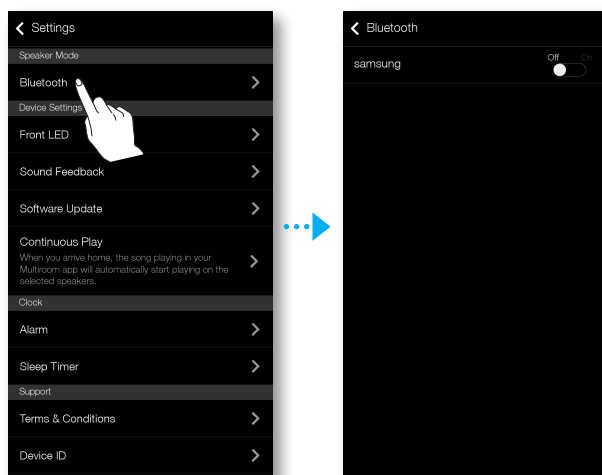 Settings
Speaker Mode
Bluetooth
Device Settings
Front LED
Sound Feedback
Software Update
Continuous Play
When you arrive home, the song playing in your
Multiroom app will automatically start playing on the
selected speakers.
Clock
Alarm
Sleep Timer
Support
Terms & Conditions
Device ID
Bluetooth
samsung
Off On